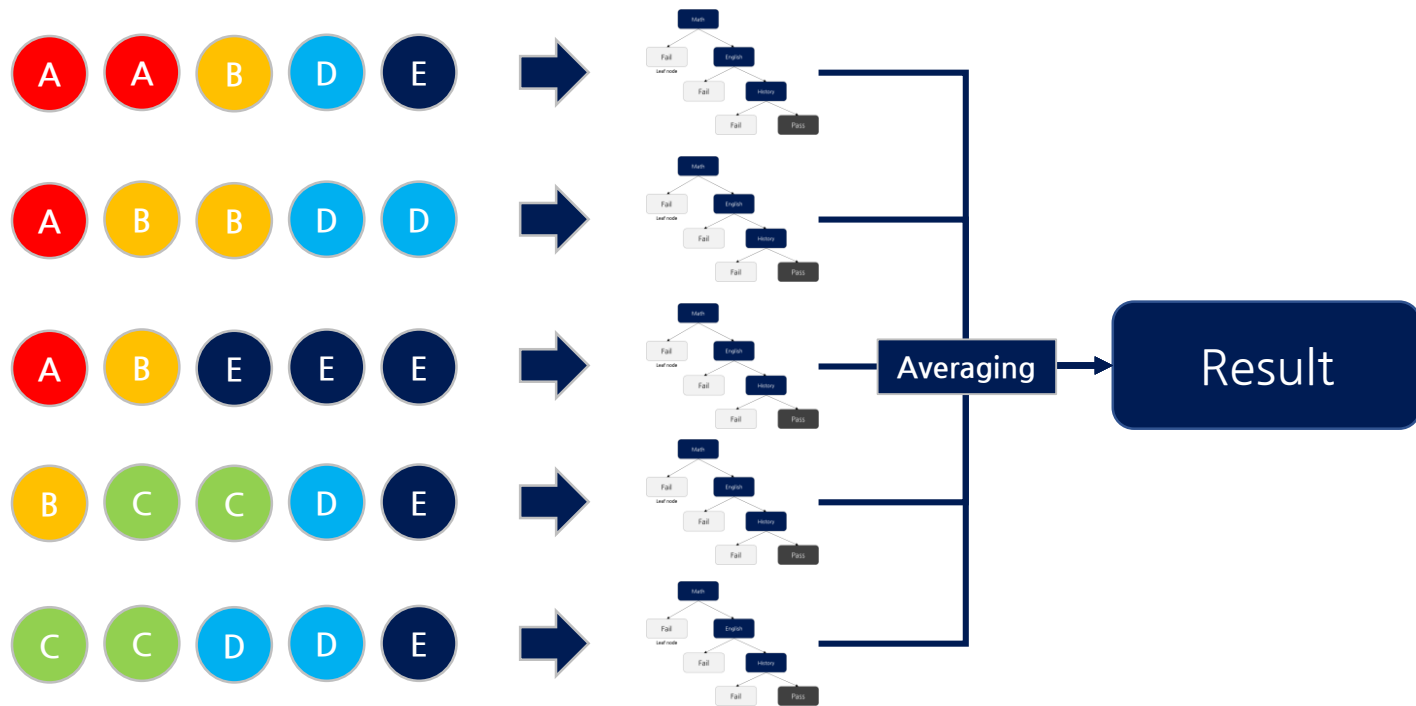 A A B D E
Math
Fail English
Leaf node
Fail History
Fail Pass
A B B D D
Math
Fail English
Leaf node
Fail History
Fail Pass
A B E E E
Math
Fail English
Leaf node
Fail History
Fail Pass
Averaging
Result
B C C D E
Math
Fail English
Leaf node
Fail History
Fail Pass
C C D D E
Math
Fail English
Leaf node
Fail History
Fail Pass